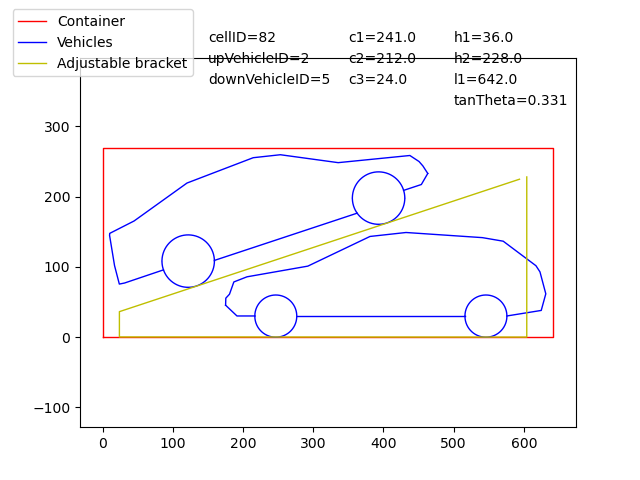 Container
Vehicles
Adjustable bracket
cellID=82 c1=241.0 h1=36.0
upVehicleID=2 c2=212.0 h2=228.0
downVehicleID=5 c3=24.0 l1=642.0
tanTheta=0.331
300
200
100
0
−100
0 100 200 300 400 500 600